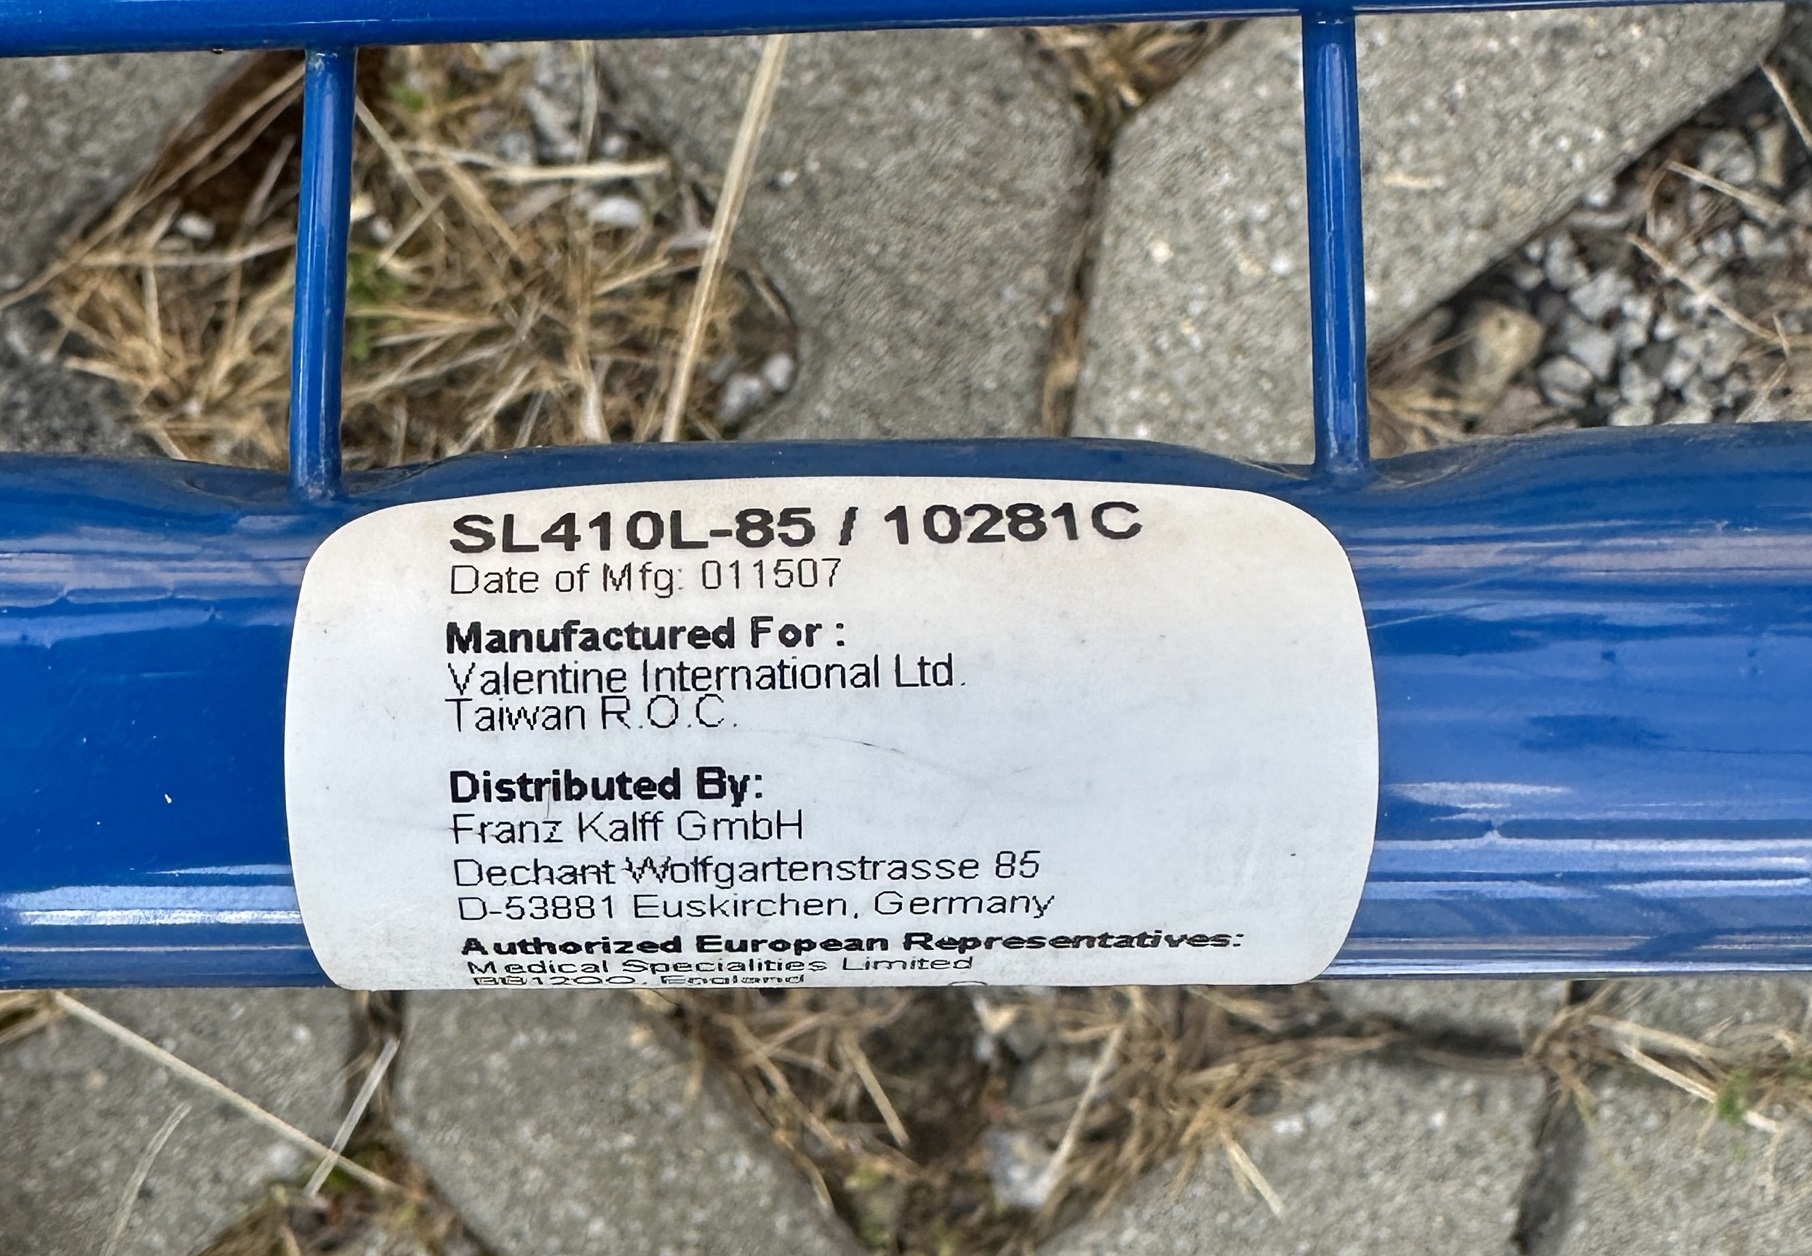 SL410L-85 / 10281C
Date of Mfg: 011507
Manufactured For :
Valentine International Ltd.
Taiwan R.O.C.
Distributed By:
Franz Kalff GmbH
Dechant Wolfgartenstrasse 85
D-53881 Euskirchen, Germany
Authorized European Representatives:
Medical Specialities Limited
England